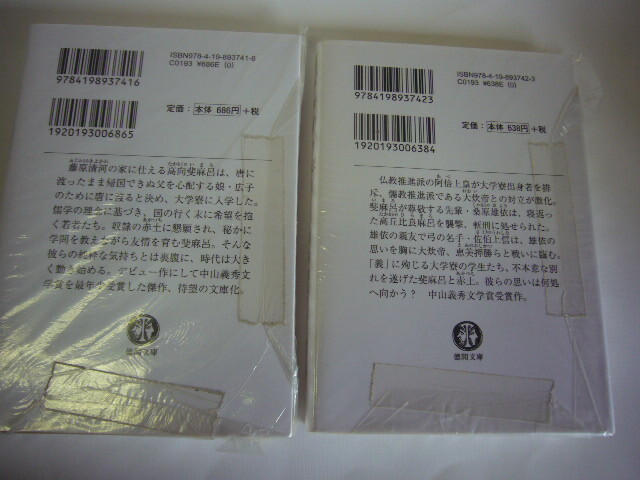 ISBN978-4-19-893741-6
C0193 ¥686E (0)
9784198937416
定価：本体 686円 +税
1920193006865
藤原清河の家に仕える高向斐麻呂は、唐に
渡ったまま帰国できぬ父を心配する娘・広子
のために唐に渡ると決め、大学寮に入学した。
儒学の理念に基づき、国の行く末に希望を抱
く若者たち。奴隷の赤土に懇願され、秘かに
学問を教えながら友情を育む斐麻呂。そんな
彼らの純粋な気持ちとは裏腹に、時代は大き
く動き始める。デビュー作にして中山義秀文
学賞を最年少受賞した傑作、待望の文庫化。
徳間文庫
ISBN978-4-19-893742-3
C0193 ¥638E (0)
9784198937423
定価：本体 638円 +税
1920193006384
仏教推進派の阿倍上皇が大学寮出身者を排
斥、儒教推進派である大炊帝との対立が激化。
斐麻呂が尊敬する先輩・桑原雄依は、寝返っ
た高丘比良麻呂を襲撃、斬刑に処せられた。
雄依の親友で弓の名手・佐伯上信は、雄依
の思いを胸に大炊帝、恵美押勝らと戦いに臨む。
「義」に殉じる大学寮の学生たち、不本意な別
れを遂げた斐麻呂と赤土。彼らの思いは何処
へ向かう？　中山義秀文学賞受賞作。
徳間文庫